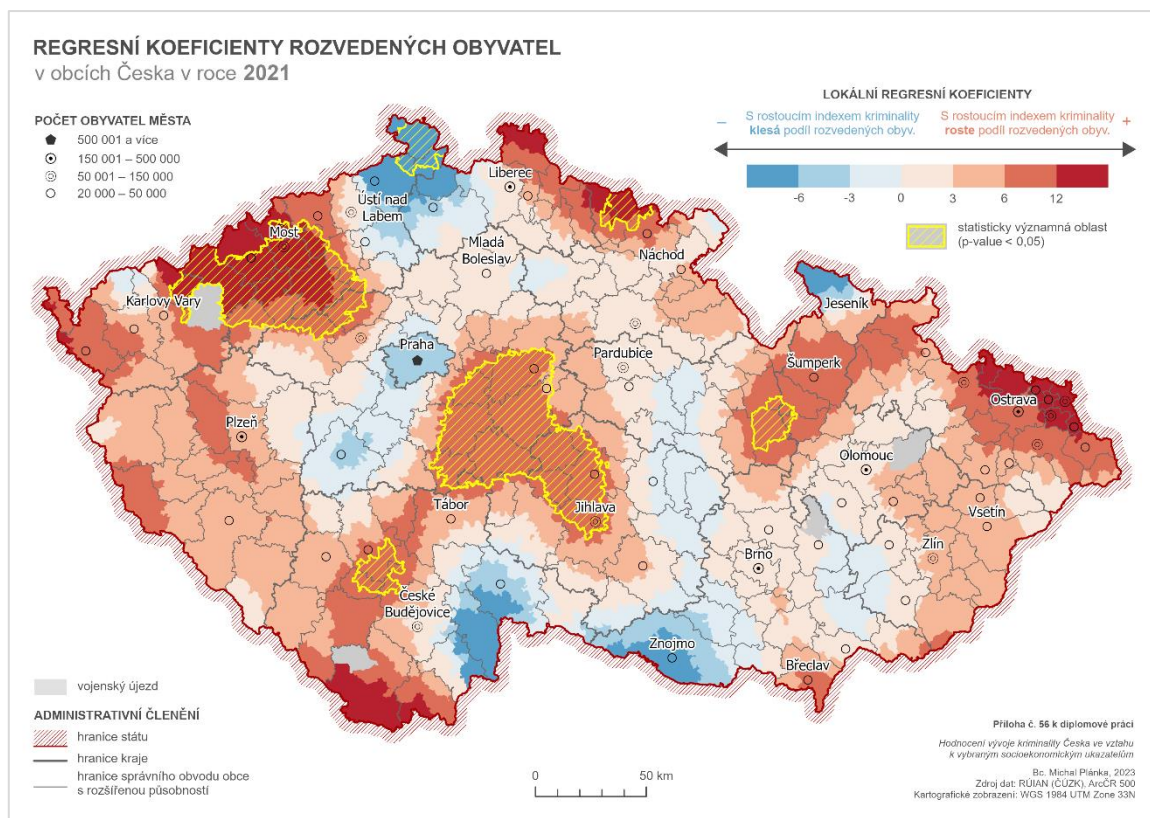 REGRESNÍ KOEFICIENTY ROZVEDENÝCH OBYVATEL
v obcích Česka v roce 2021
POČET OBYVATEL MĚSTA
500 001 a více
150 001 – 500 000
50 001 – 150 000
20 000 – 50 000
LOKÁLNÍ REGRESNÍ KOEFICIENTY
– S rostoucím indexem kriminality
klesá podíl rozvedených obyv.
S rostoucím indexem kriminality +
roste podíl rozvedených obyv.
-6 -3 0 3 6 12
statisticky významná oblast
(p-value < 0,05)
Liberec
Ústí nad
Labem
Most
Mladá
Boleslav
Náchod
Jeseník
Karlovy Vary
Praha
Pardubice
Šumperk
Ostrava
Plzeň
Olomouc
Tábor
Jihlava
Vsetín
Brno
Zlín
České
Budějovice
Znojmo
Břeclav
vojenský újezd
ADMINISTRATIVNÍ ČLENĚNÍ
hranice státu
hranice kraje
hranice správního obvodu obce
s rozšířenou působností
0 50 km
Příloha č. 56 k diplomové práci
Hodnocení vývoje kriminality Česka ve vztahu
k vybraným socioekonomickým ukazatelům
Bc. Michal Plánka, 2023
Zdroj dat: RÚIAN (ČÚZK), ArcČR 500
Kartografické zobrazení: WGS 1984 UTM Zone 33N